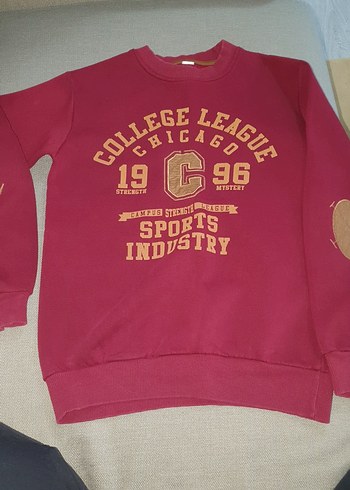 COLLEGE LEAGUE
CHICAGO
19 C 96
STRENGTH MYSTERY
CAMPUS STRENGTH LEAGUE
SPORTS
INDUSTRY